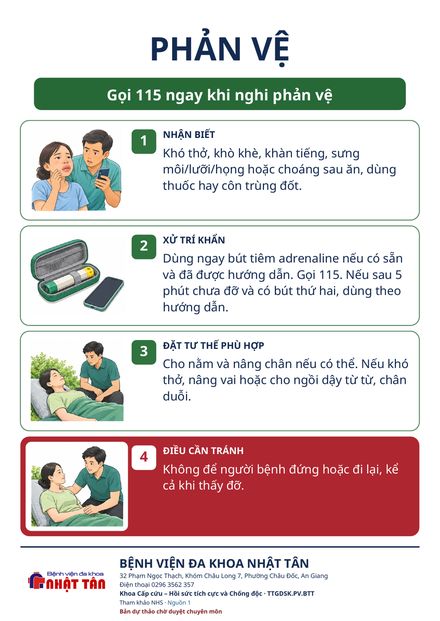 PHẢN VỆ
Gọi 115 ngay khi nghi phản vệ
1
NHẬN BIẾT
Khó thở, khò khè, khàn tiếng, sưng
môi/lưỡi/họng hoặc choáng sau ăn, dùng
thuốc hay côn trùng đốt.
2
XỬ TRÍ KHẨN
Dùng ngay bút tiêm adrenaline nếu có sẵn
và đã được hướng dẫn. Gọi 115. Nếu sau 5
phút chưa đỡ và có bút thứ hai, dùng theo
hướng dẫn.
3
ĐẶT TƯ THẾ PHÙ HỢP
Cho nằm và nâng chân nếu có thể. Nếu khó
thở, nâng vai hoặc cho ngồi dậy từ từ, chân
duỗi.
4
ĐIỀU CẦN TRÁNH
Không để người bệnh đứng hoặc đi lại, kể
cả khi thấy đỡ.
Bệnh viện đa khoa
NHẬT TÂN
BỆNH VIỆN ĐA KHOA NHẬT TÂN
32 Phạm Ngọc Thạch, Khóm Châu Long 7, Phường Châu Đốc, An Giang
Điện thoại 0296 3562 357
Khoa Cấp cứu – Hồi sức tích cực và Chống độc · TTGDSK.PV.BTT
Tham khảo NHS · Nguồn 1
Bản dự thảo chờ duyệt chuyên môn